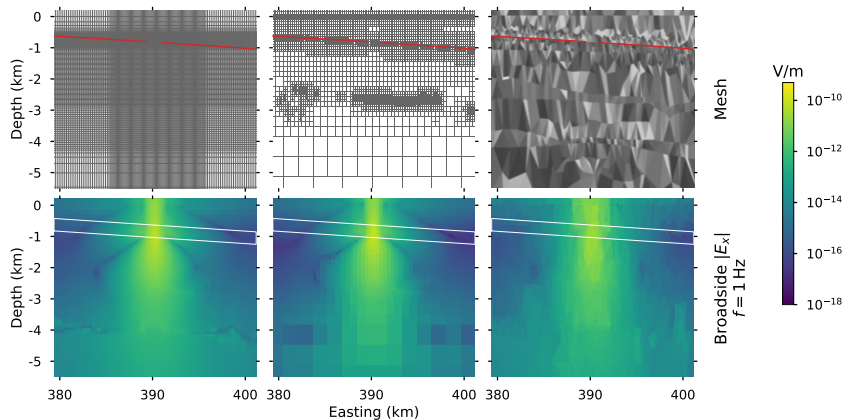 0
-1
-2
-3
-4
-5
Depth (km)
Mesh
V/m
10⁻¹⁰
10⁻¹²
10⁻¹⁴
10⁻¹⁶
10⁻¹⁸
0
-1
-2
-3
-4
-5
Depth (km)
Broadside |Eₓ|
f = 1 Hz
380 390 400 380 390 400 380 390 400
Easting (km)